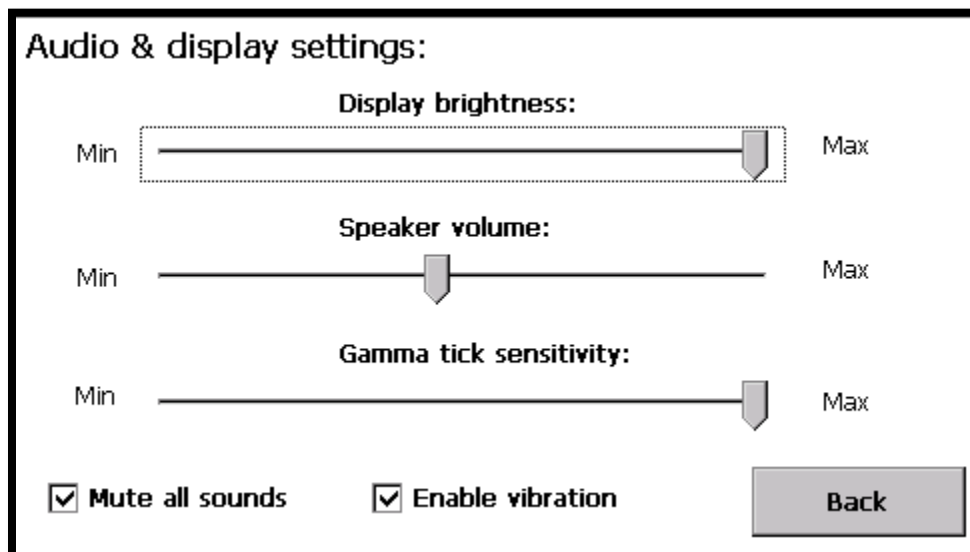 Audio & display settings:
Display brightness:
Min Max
Speaker volume:
Min Max
Gamma tick sensitivity:
Min Max
Mute all sounds Enable vibration Back